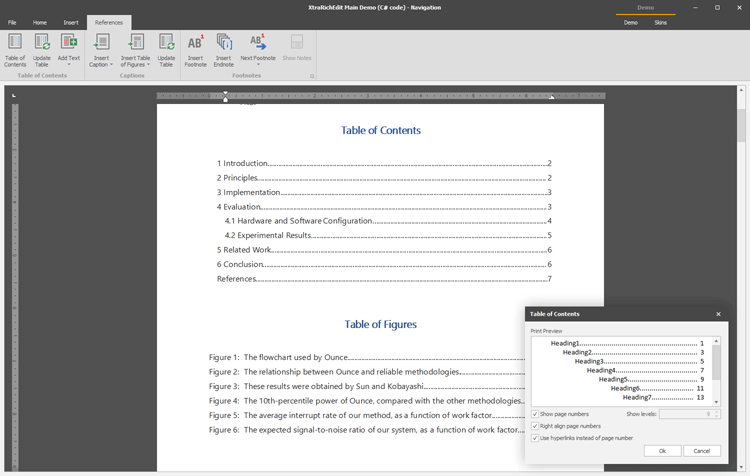 XtraRichEdit Main Demo (C# code) - Navigation
Demo
File Home Insert References Demo Skins
Table of Contents
Update Table
Add Text
Insert Caption
Insert Table of Figures
Update Table
Insert Footnote
Insert Endnote
Next Footnote
Show Notes
Table of Contents Captions Footnotes
Table of Contents
1 Introduction 2
2 Principles 2
3 Implementation 3
4 Evaluation 3
4.1 Hardware and Software Configuration 4
4.2 Experimental Results 5
5 Related Work 6
6 Conclusion 6
References 7
Table of Figures
Figure 1: The flowchart used by Ounce
Figure 2: The relationship between Ounce and reliable methodologies
Figure 3: These results were obtained by Sun and Kobayashi
Figure 4: The 10th-percentile power of Ounce, compared with the other methodologies
Figure 5: The average interrupt rate of our method, as a function of work factor
Figure 6: The expected signal-to-noise ratio of our system, as a function of work factor
Table of Contents
Print Preview
Heading1 1
Heading2 3
Heading3 5
Heading4 7
Heading5 9
Heading6 11
Heading7 13
Show page numbers Show levels: 9
Right align page numbers
Use hyperlinks instead of page number
Ok Cancel